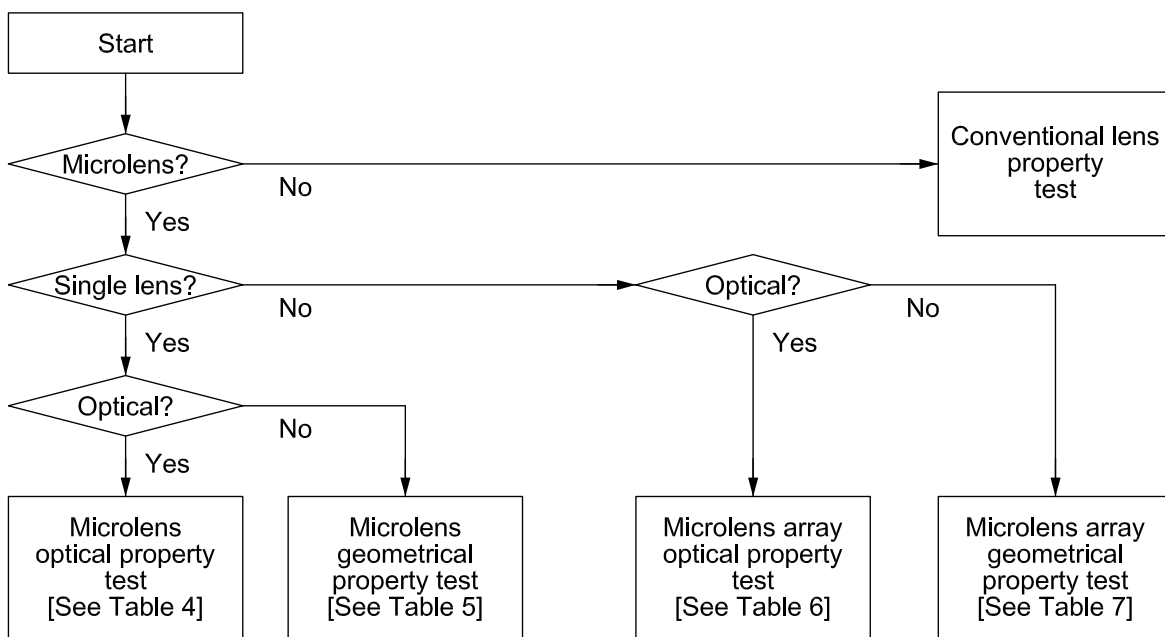 Start
Microlens?
No
Conventional lens
property
test
Yes
Single lens?
No
Optical?
No
Yes
Yes
Optical?
No
Yes
Microlens
optical property
test
[See Table 4]
Microlens
geometrical
property test
[See Table 5]
Microlens array
optical property
test
[See Table 6]
Microlens array
geometrical
property test
[See Table 7]